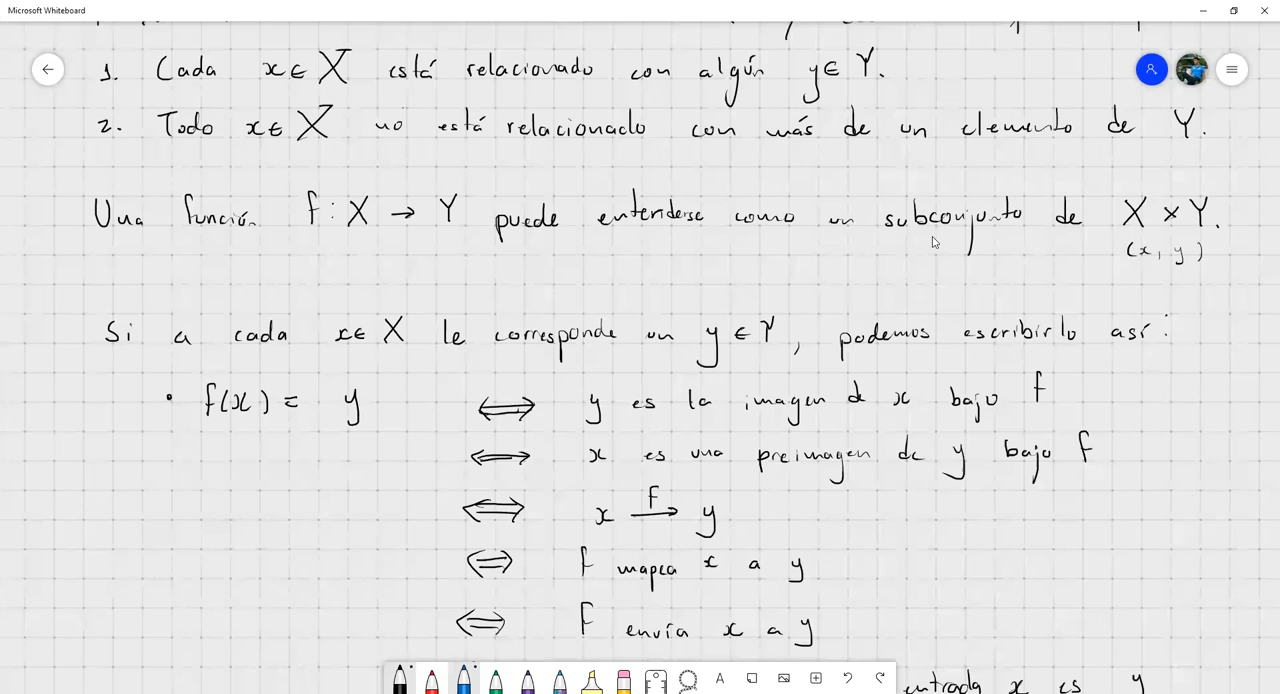 Microsoft Whiteboard
1. Cada x ∈ X está relacionado con algún y ∈ Y.
2. Todo x ∈ X no está relacionado con más de un elemento de Y.
Una función f : X → Y puede entenderse como un subconjunto de X × Y.
(x, y)
Si a cada x ∈ X le corresponde un y ∈ Y, podemos escribirlo así:
• f(x) = y ⟺ y es la imagen de x bajo f
⟺ x es una preimagen de y bajo f
⟺ x —f→ y
⟺ f mapea x a y
⟺ f envía x a y
entrada x es y